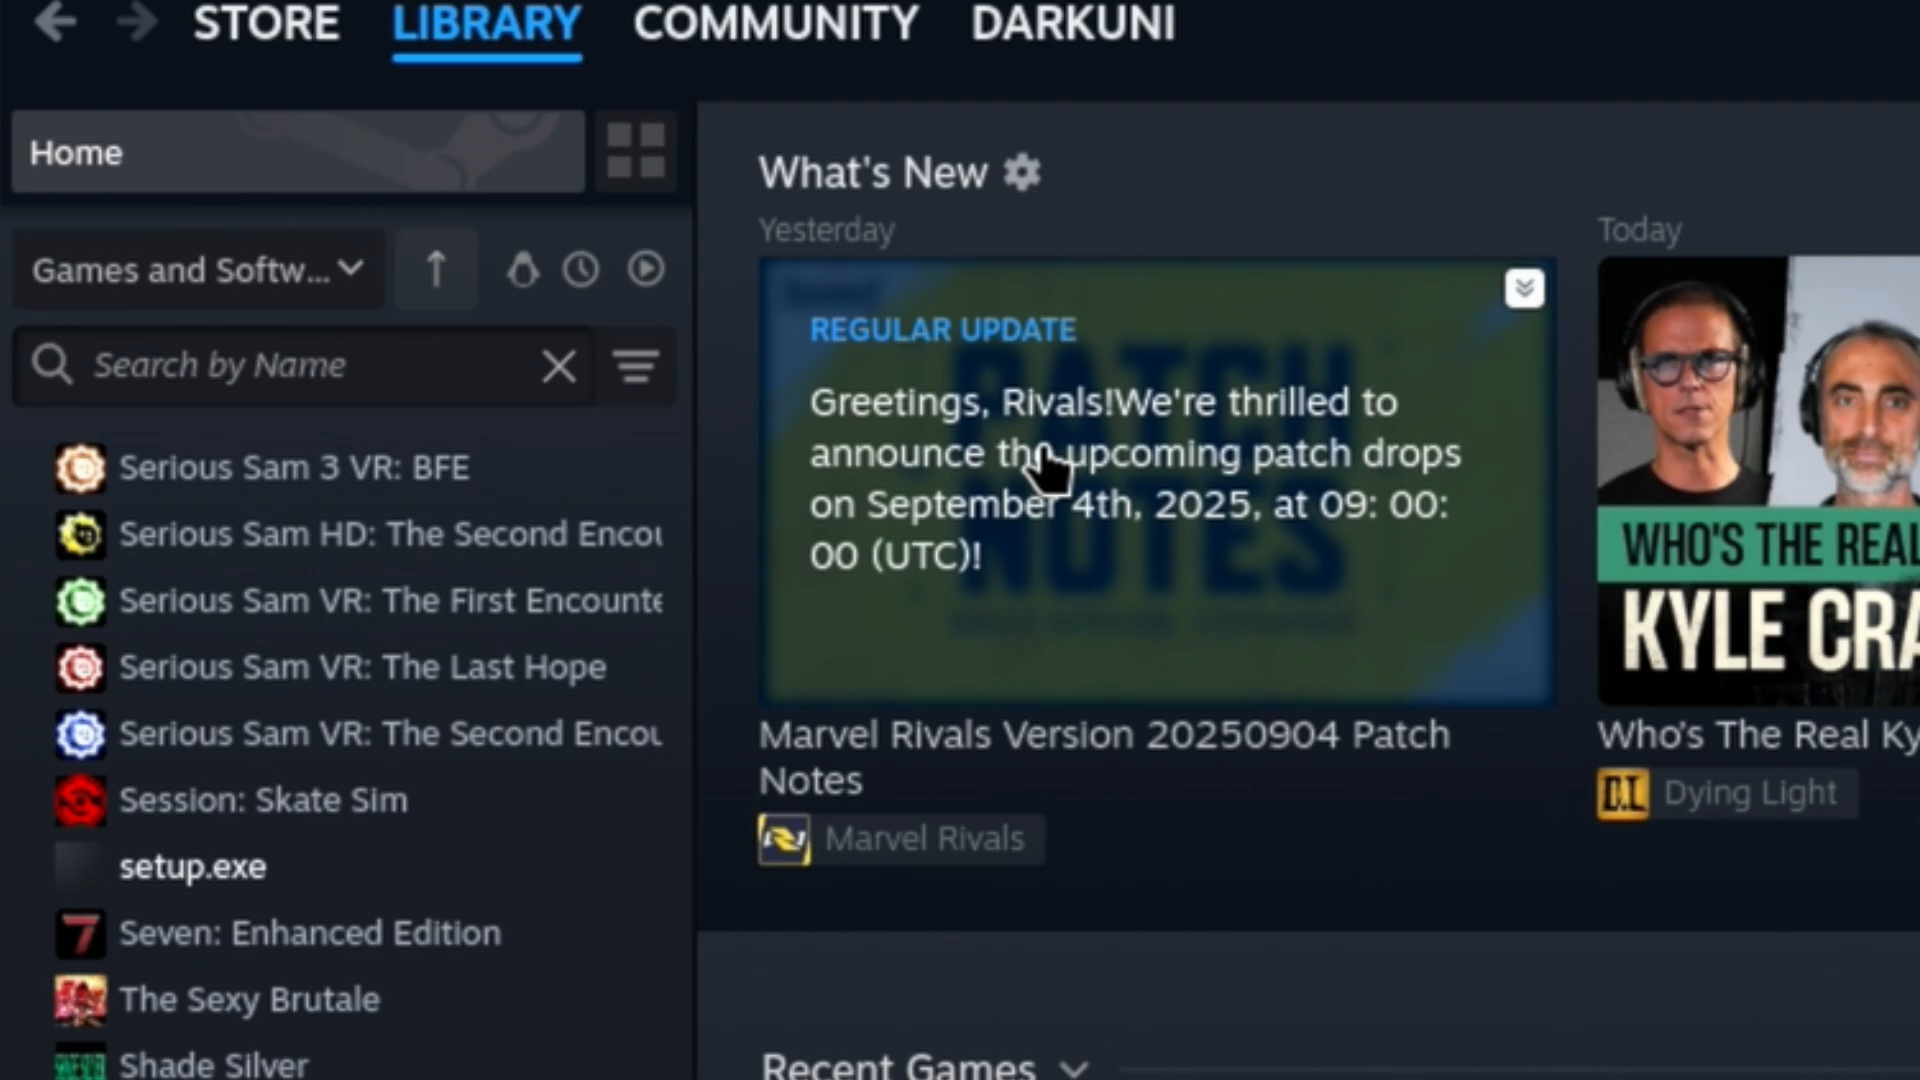 STORE LIBRARY COMMUNITY DARKUNI
Home
Games and Softw...
Search by Name
Serious Sam 3 VR: BFE
Serious Sam HD: The Second Encou
Serious Sam VR: The First Encounte
Serious Sam VR: The Last Hope
Serious Sam VR: The Second Encou
Session: Skate Sim
setup.exe
Seven: Enhanced Edition
The Sexy Brutale
Shade Silver
What's New
Yesterday
REGULAR UPDATE
PATCH
NOTES
Greetings, Rivals!We're thrilled to
announce the upcoming patch drops
on September 4th, 2025, at 09: 00:
00 (UTC)!
Marvel Rivals Version 20250904 Patch
Notes
Marvel Rivals
Today
WHO'S THE REAL
KYLE CRA
Who's The Real Ky
D.L
Dying Light
Recent Games